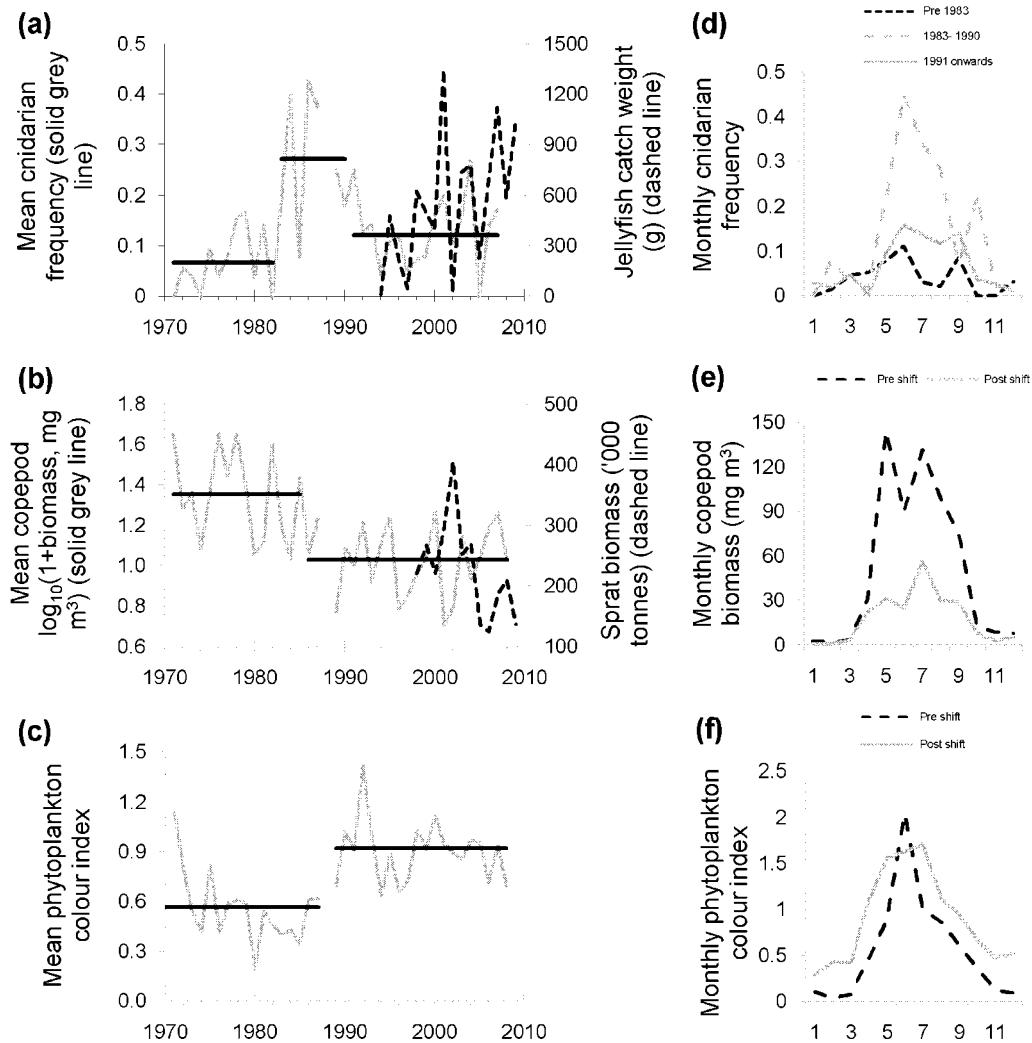 (a)
Mean cnidarian
frequency (solid grey
line)
0.5
0.4
0.3
0.2
0.1
0
1970 1980 1990 2000 2010
1500
1200
900
600
300
0
Jellyfish catch weight
(g) (dashed line)
(d)
Pre 1983
1983- 1990
1991 onwards
Monthly cnidarian
frequency
0.5
0.4
0.3
0.2
0.1
0
1 3 5 7 9 11
(b)
Mean copepod
log10(1+biomass, mg
m³) (solid grey line)
1.8
1.6
1.4
1.2
1.0
0.8
0.6
1970 1980 1990 2000 2010
500
400
300
200
100
Sprat biomass ('000
tonnes) (dashed line)
(e)
Pre shift Post shift
Monthly copepod
biomass (mg m³)
150
120
90
60
30
0
1 3 5 7 9 11
(c)
Mean phytoplankton
colour index
1.5
1.2
0.9
0.6
0.3
0.0
1970 1980 1990 2000 2010
(f)
Pre shift
Post shift
Monthly phytoplankton
colour index
2.5
2
1.5
1
0.5
0
1 3 5 7 9 11